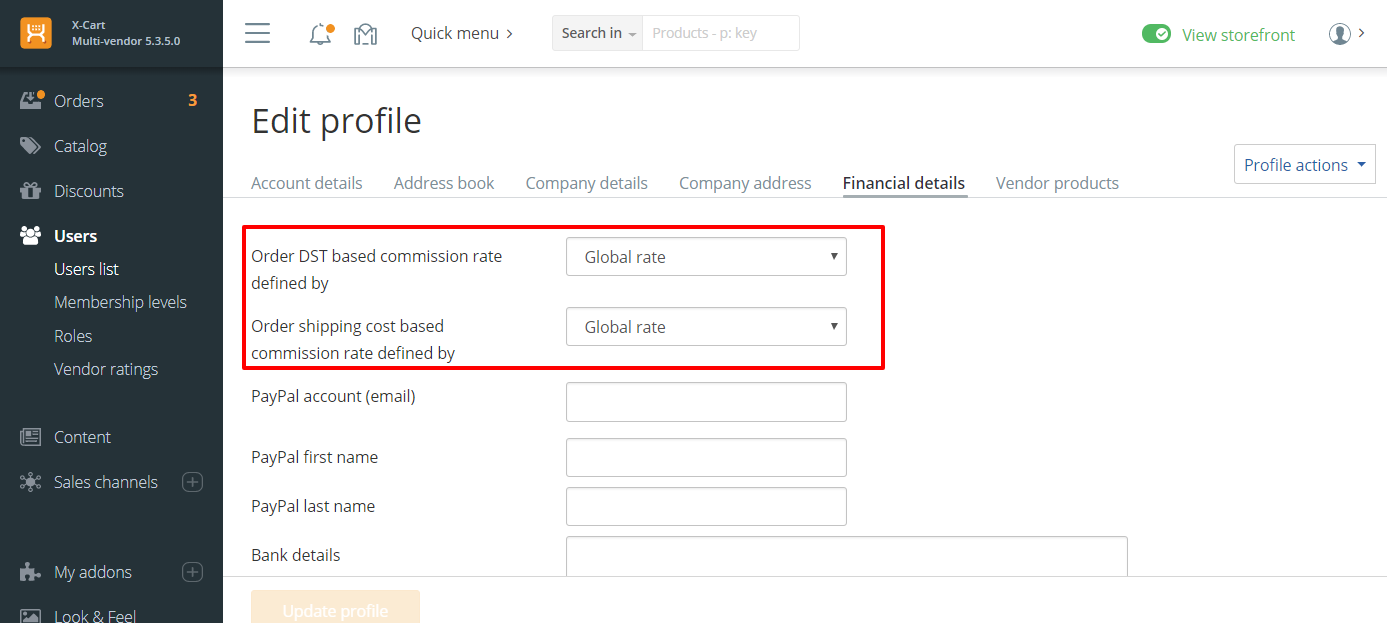 X-Cart
Multi-vendor 5.3.5.0
Quick menu
Search in
Products - p: key
View storefront
Orders
3
Catalog
Discounts
Users
Users list
Membership levels
Roles
Vendor ratings
Content
Sales channels
My addons
Look & Feel
Edit profile
Profile actions
Account details
Address book
Company details
Company address
Financial details
Vendor products
Order DST based commission rate
defined by
Global rate
Order shipping cost based
commission rate defined by
Global rate
PayPal account (email)
PayPal first name
PayPal last name
Bank details
Update profile